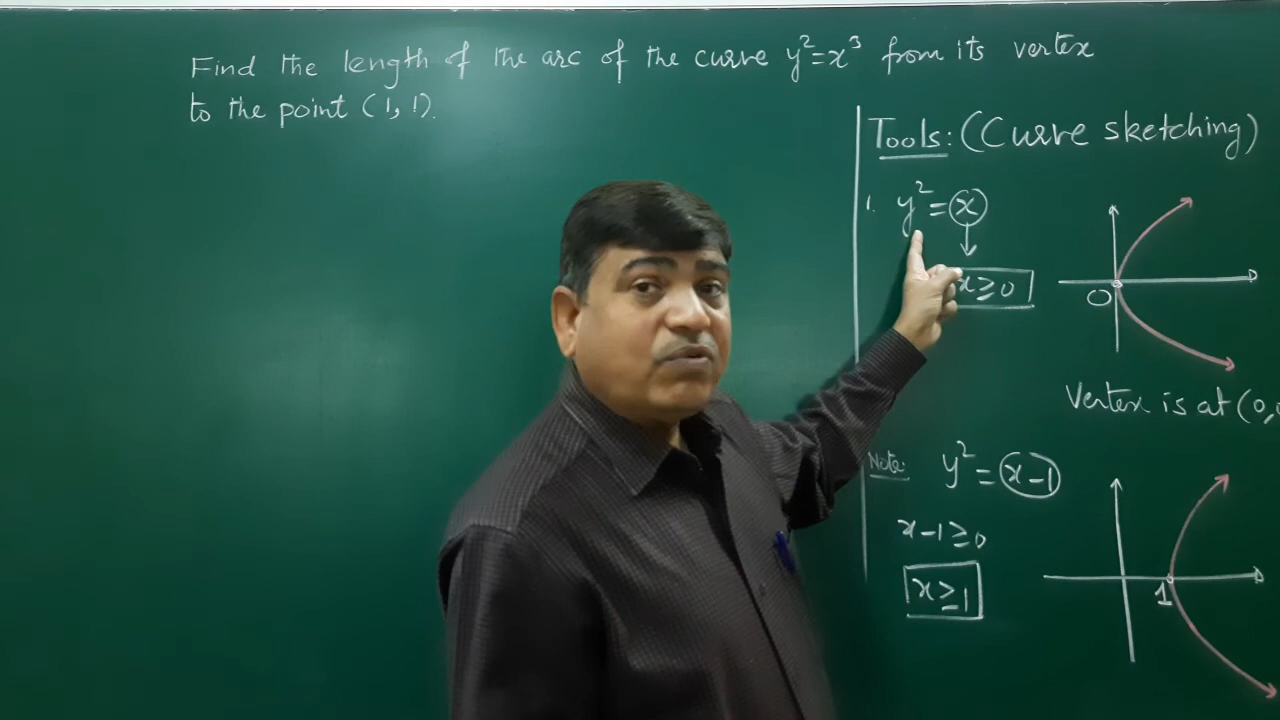 Find the length of the arc of the curve y²=x³ from its vertex
to the point (1, 1).
Tools: (Curve sketching)
1. y² = x
x ≥ 0
O
Vertex is at (0,
Note: y² = x-1
x-1 ≥ 0
x ≥ 1
1